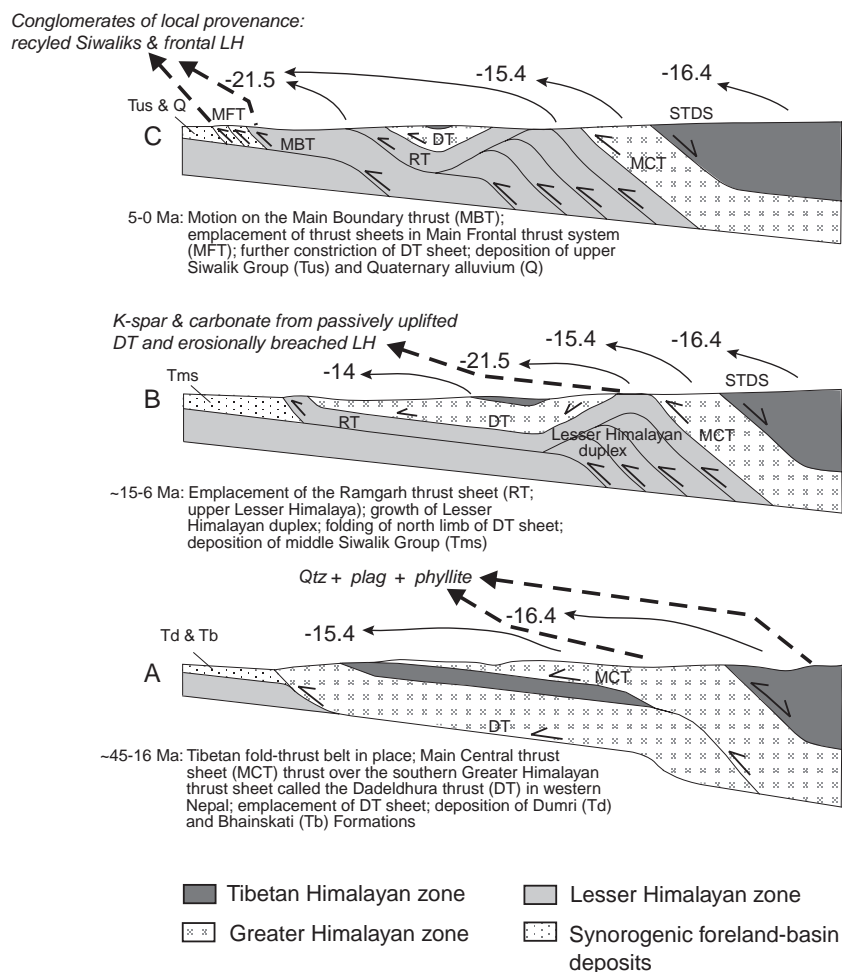 Conglomerates of local provenance:
recyled Siwaliks & frontal LH
-21.5
-15.4
-16.4
Tus & Q
MFT
STDS
C
MBT
DT
RT
MCT
5-0 Ma: Motion on the Main Boundary thrust (MBT);
emplacement of thrust sheets in Main Frontal thrust system
(MFT); further constriction of DT sheet; deposition of upper
Siwalik Group (Tus) and Quaternary alluvium (Q)
K-spar & carbonate from passively uplifted
DT and erosionally breached LH
-15.4
-16.4
-21.5
-14
Tms
STDS
B
RT
DT
Lesser Himalayan
duplex
MCT
~15-6 Ma: Emplacement of the Ramgarh thrust sheet (RT;
upper Lesser Himalaya); growth of Lesser
Himalayan duplex; folding of north limb of DT sheet;
deposition of middle Siwalik Group (Tms)
Qtz + plag + phyllite
-16.4
-15.4
Td & Tb
A
MCT
DT
~45-16 Ma: Tibetan fold-thrust belt in place; Main Central thrust
sheet (MCT) thrust over the southern Greater Himalayan
thrust sheet called the Dadeldhura thrust (DT) in western
Nepal; emplacement of DT sheet; deposition of Dumri (Td)
and Bhainskati (Tb) Formations
Tibetan Himalayan zone
Lesser Himalayan zone
Greater Himalayan zone
Synorogenic foreland-basin
deposits